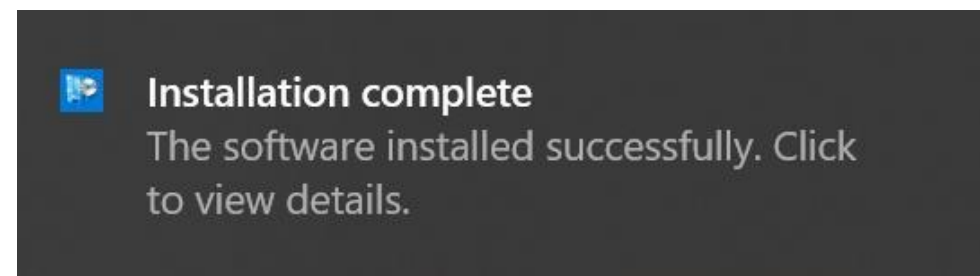 Installation complete
The software installed successfully. Click
to view details.